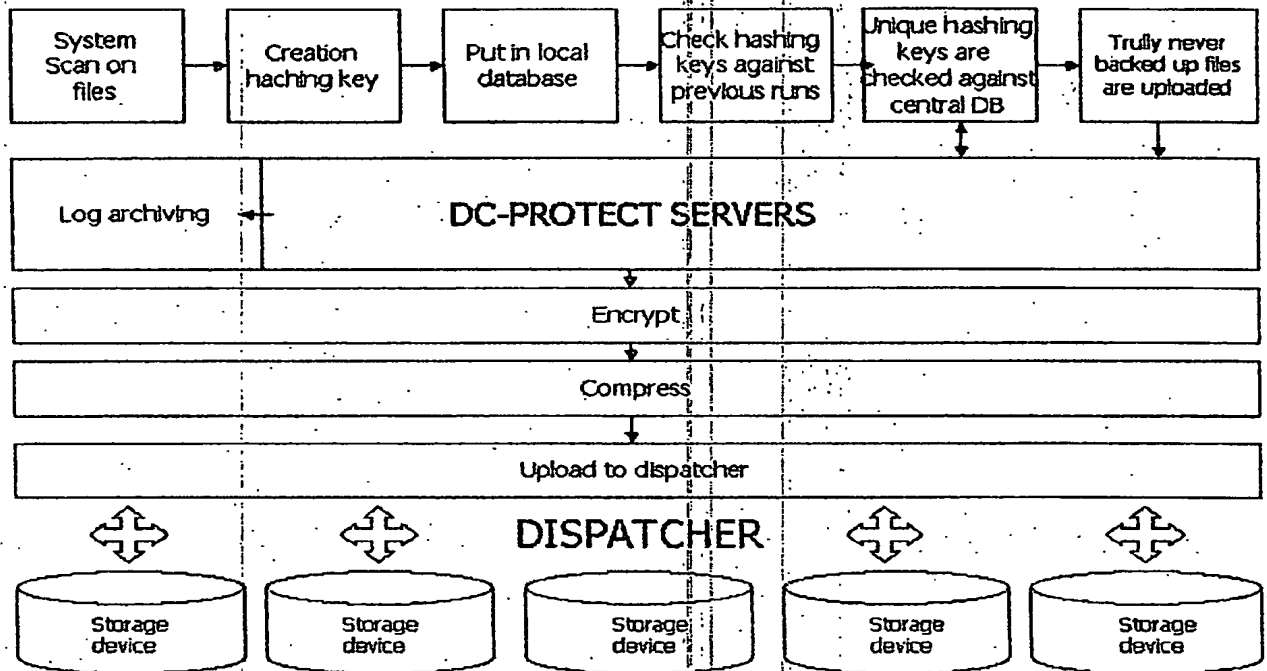 System
Scan on
files
Creation
haching key
Put in local
database
Check hashing
keys against
previous runs
Unique hashing
keys are
checked against
central DB
Trully never
backed up files
are uploaded
Log archiving
DC-PROTECT SERVERS
Encrypt
Compress
Upload to dispatcher
DISPATCHER
Storage
device
Storage
device
Storage
device
Storage
device
Storage
device